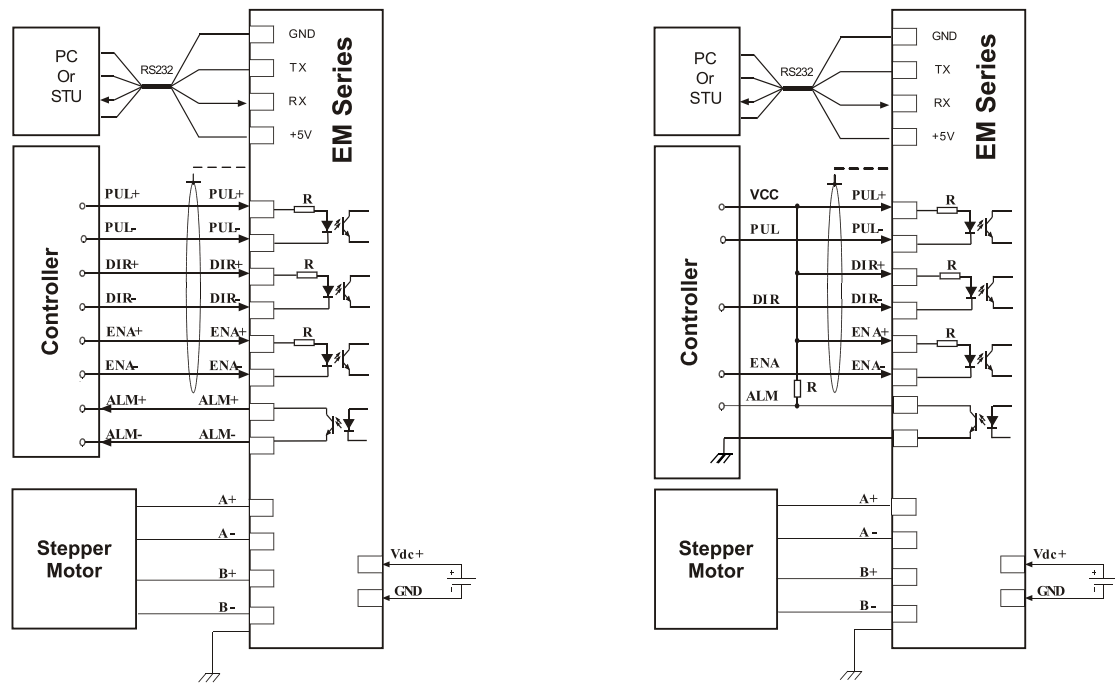 PC
Or
STU
RS232
GND
TX
RX
+5V
EM Series
Controller
PUL+ PUL+ R
PUL- PUL-
DIR+ DIR+ R
DIR- DIR-
ENA+ ENA+ R
ENA- ENA-
ALM+ ALM+
ALM- ALM-
Stepper
Motor
A+
A-
B+
B-
Vdc+
+
-
GND
PC
Or
STU
RS232
GND
TX
RX
+5V
EM Series
Controller
VCC PUL+ R
PUL PUL-
DIR+ R
DIR DIR-
ENA+ R
ENA ENA-
R
ALM
Stepper
Motor
A+
A-
B+
B-
Vdc+
+
-
GND